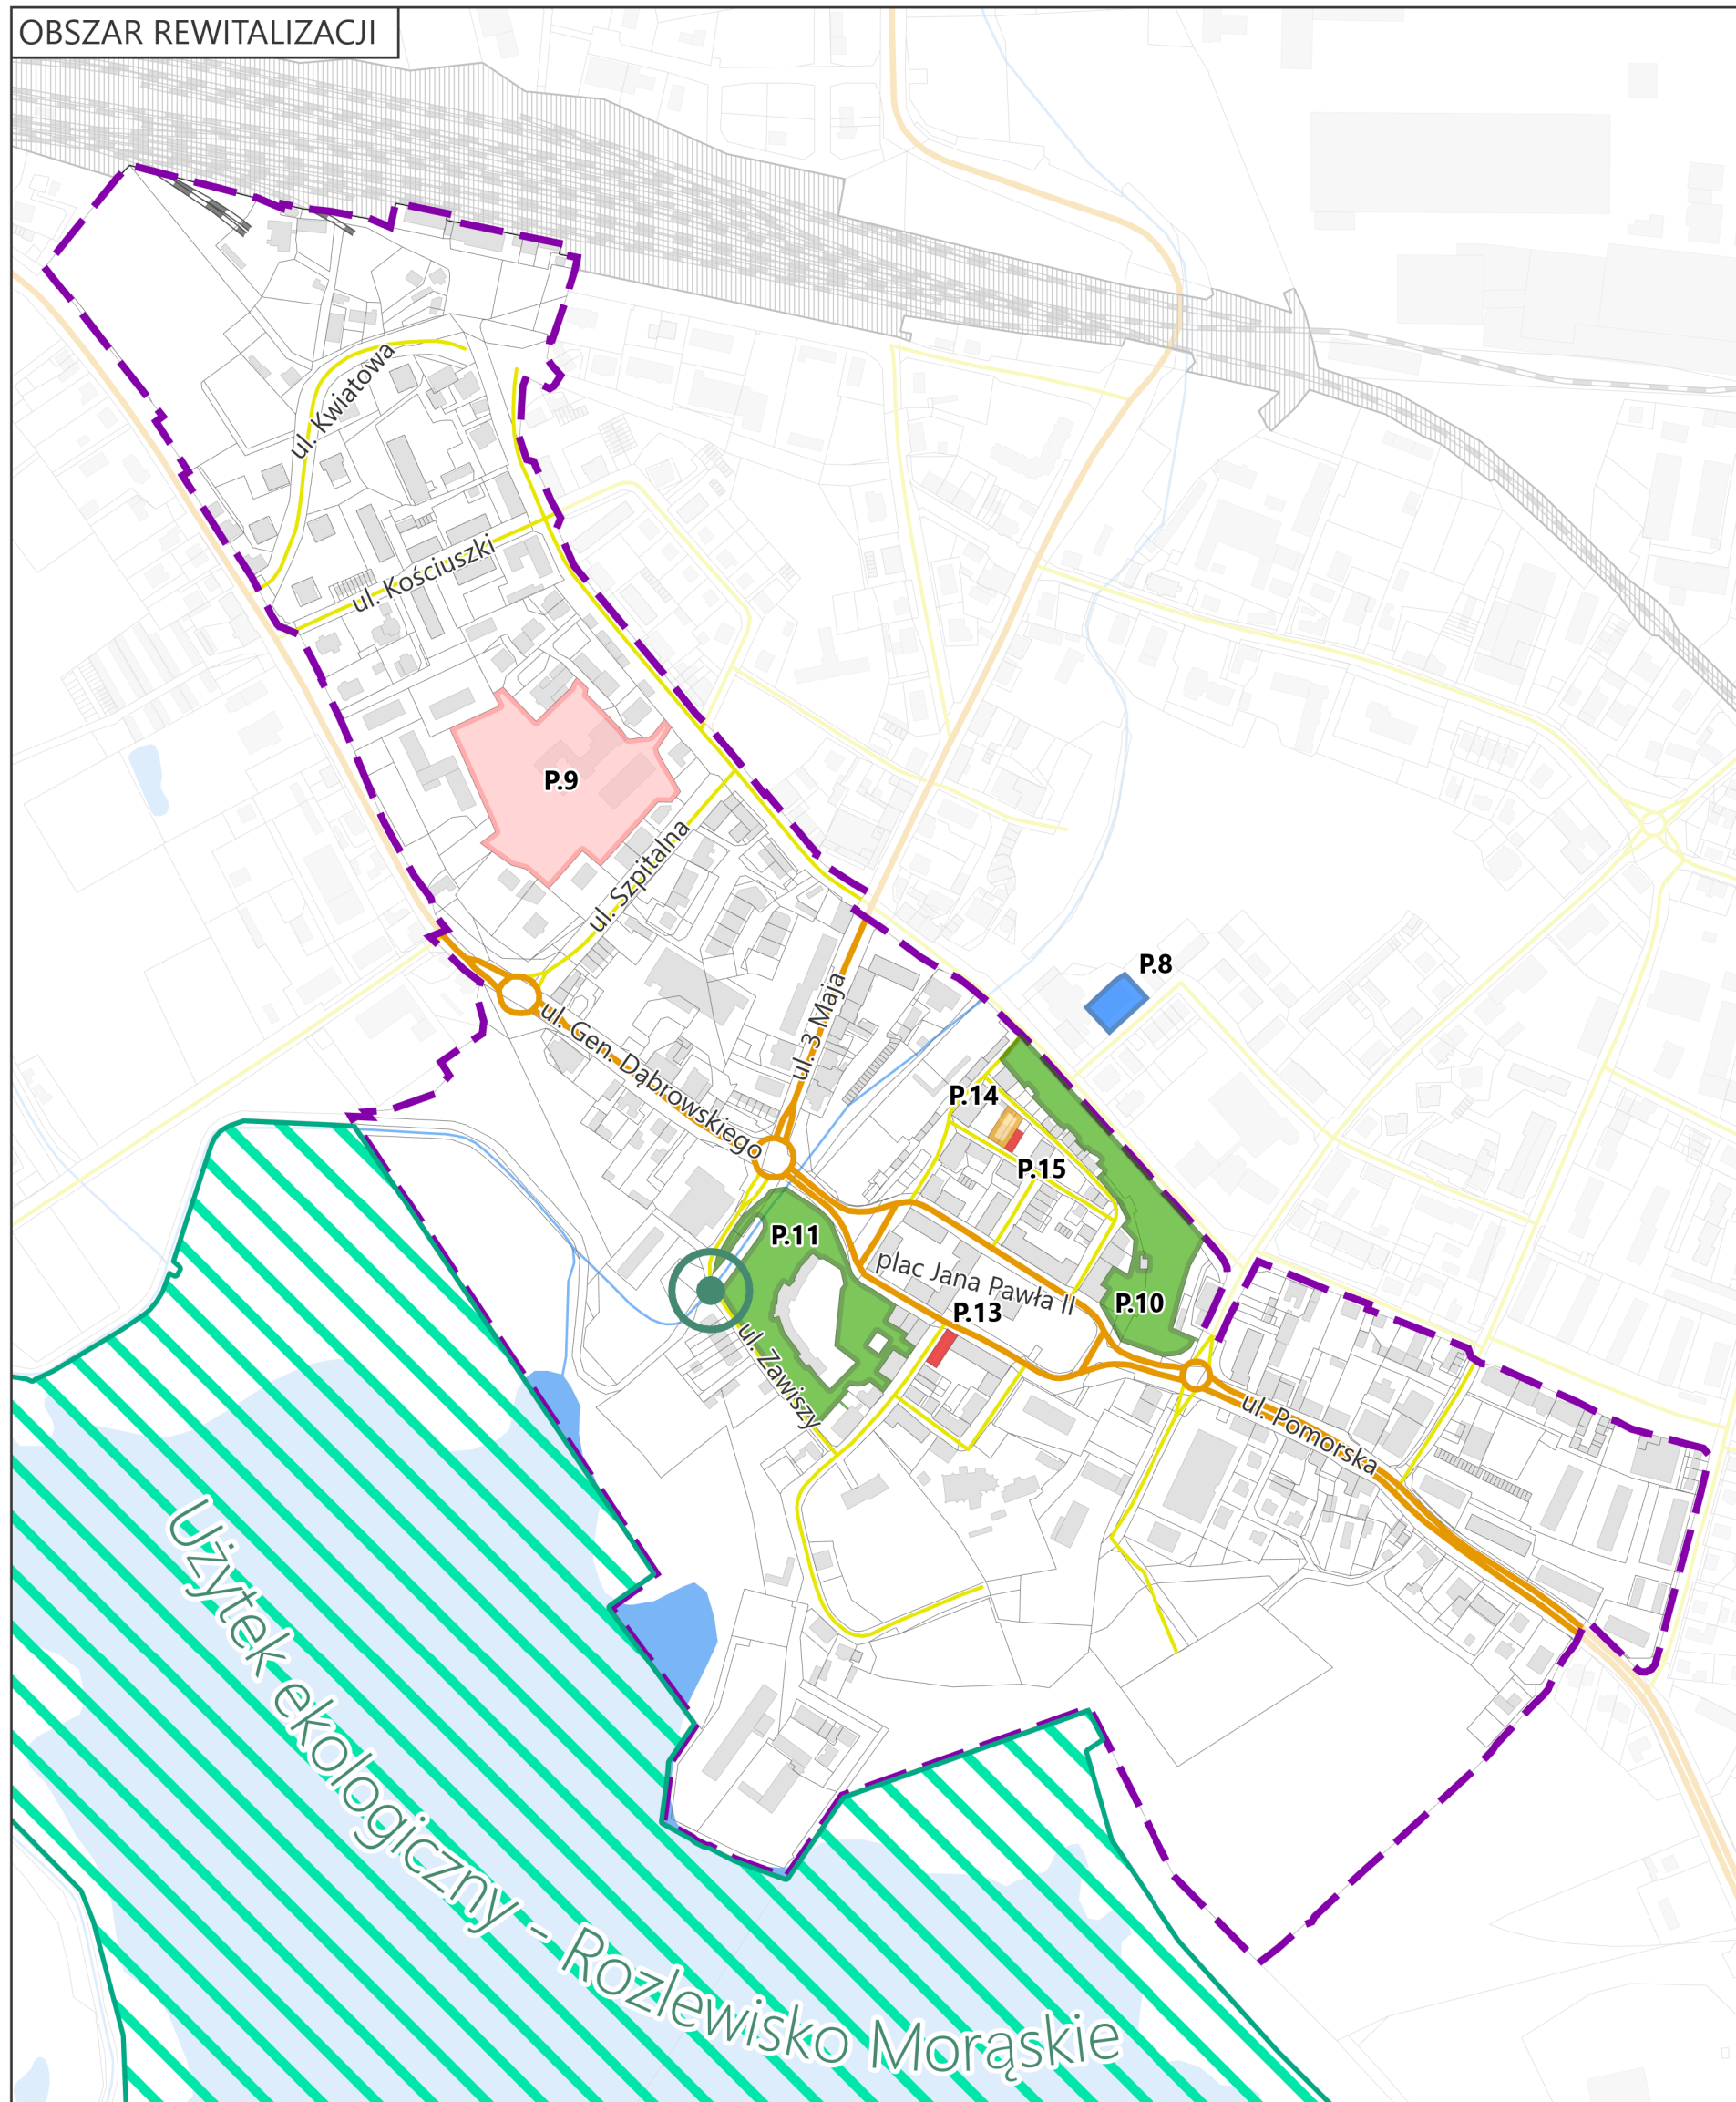 OBSZAR REWITALIZACJI
ul. Kwiatowa
ul. Kościuszki
P.9
ul. Szpitalna
P.8
ul. 3 Maja
ul. Gen. Dąbrowskiego
P.14
P.15
P.11
plac Jana Pawła II
P.10
P.13
ul. Zawiszy
ul. Pomorska
Użytek ekologiczny - Rozlewisko Morąskie